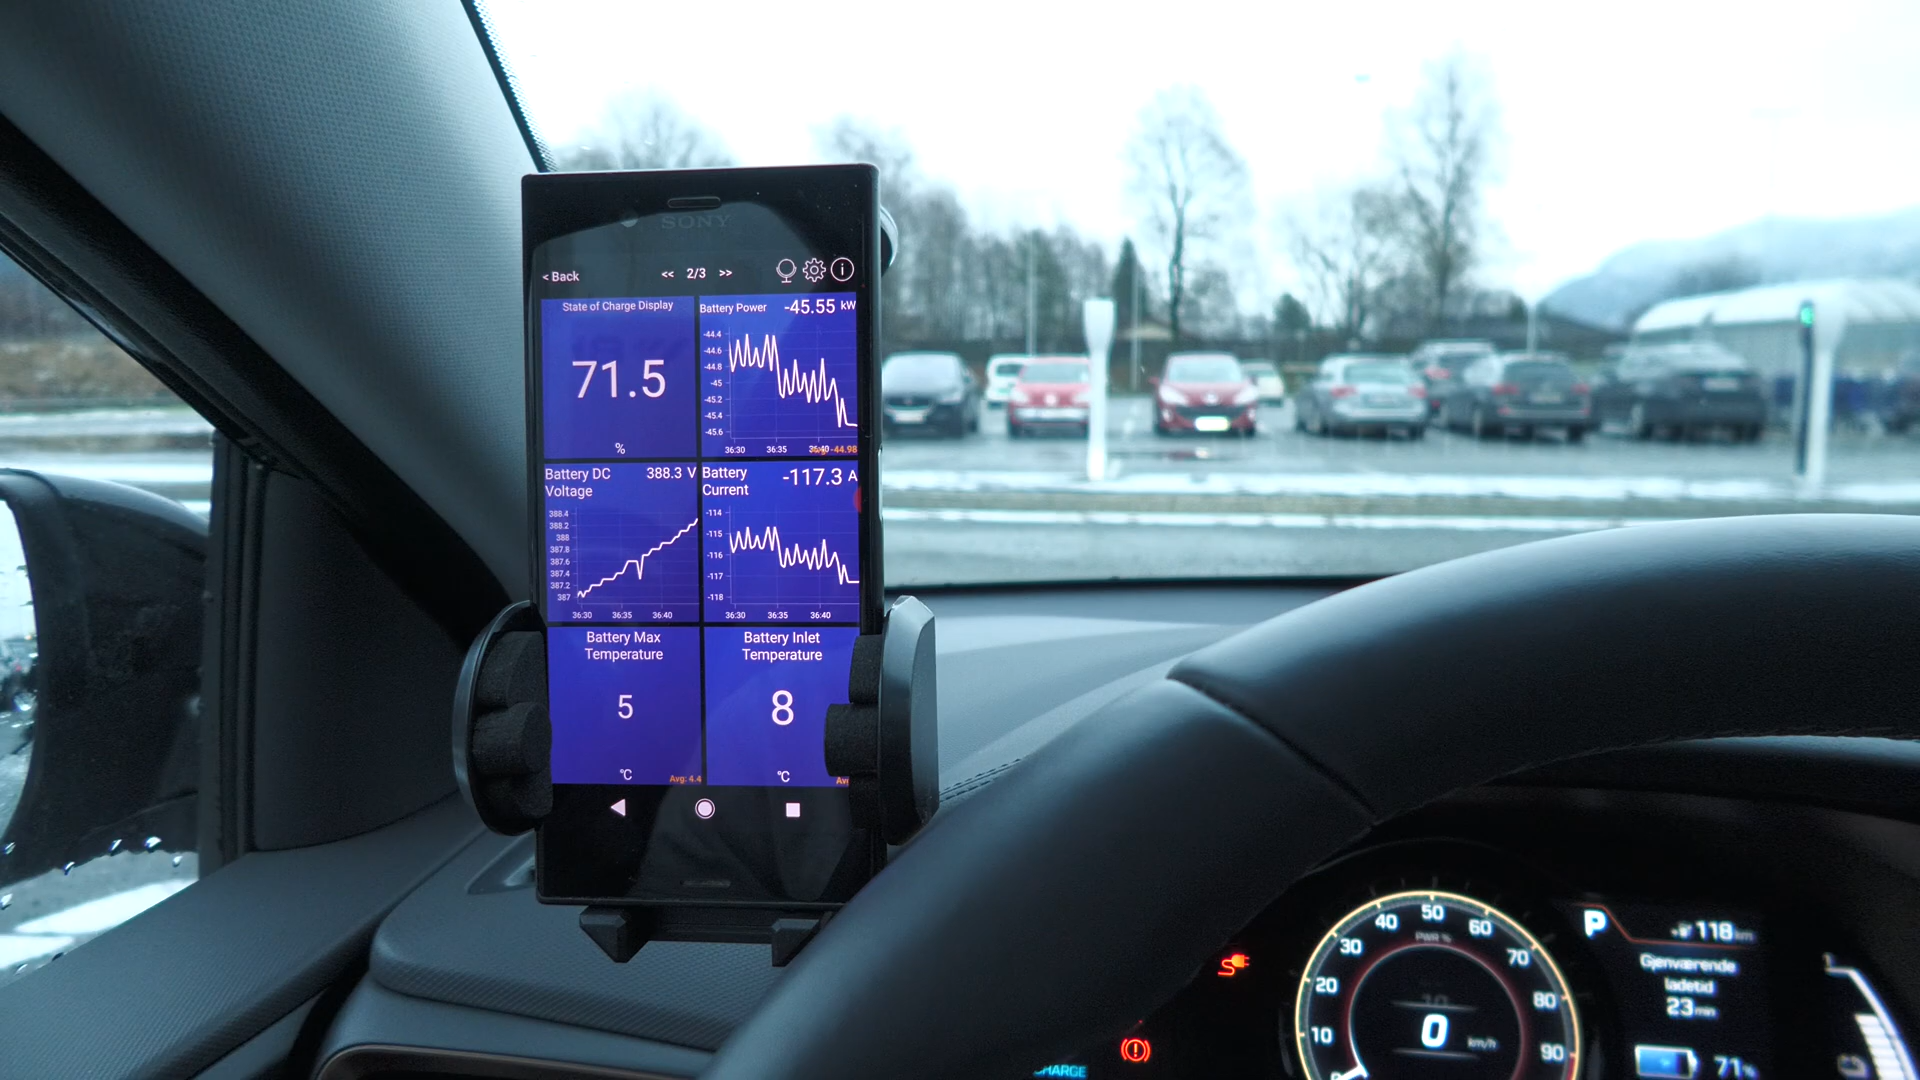 SONY
< Back << 2/3 >>
State of Charge Display
71.5
%
Battery Power -45.55 kW
-44.4
-44.6
-44.8
-45
-45.2
-45.4
-45.6
36:30 36:35 36:40
-44.98
Battery DC Voltage 388.3 V
388.4
388.2
388
387.8
387.6
387.4
387.2
387
36:30 36:35 36:40
Battery Current -117.3 A
-114
-115
-116
-117
-118
36:30 36:35 36:40
Battery Max
Temperature
5
°C
Avg: 4.4
Battery Inlet
Temperature
8
°C
10 20 30 40 50 60 70 80 90
PWR %
0 km/h
P
118 km
Gjenværende
ladetid
23 min
71%
CHARGE